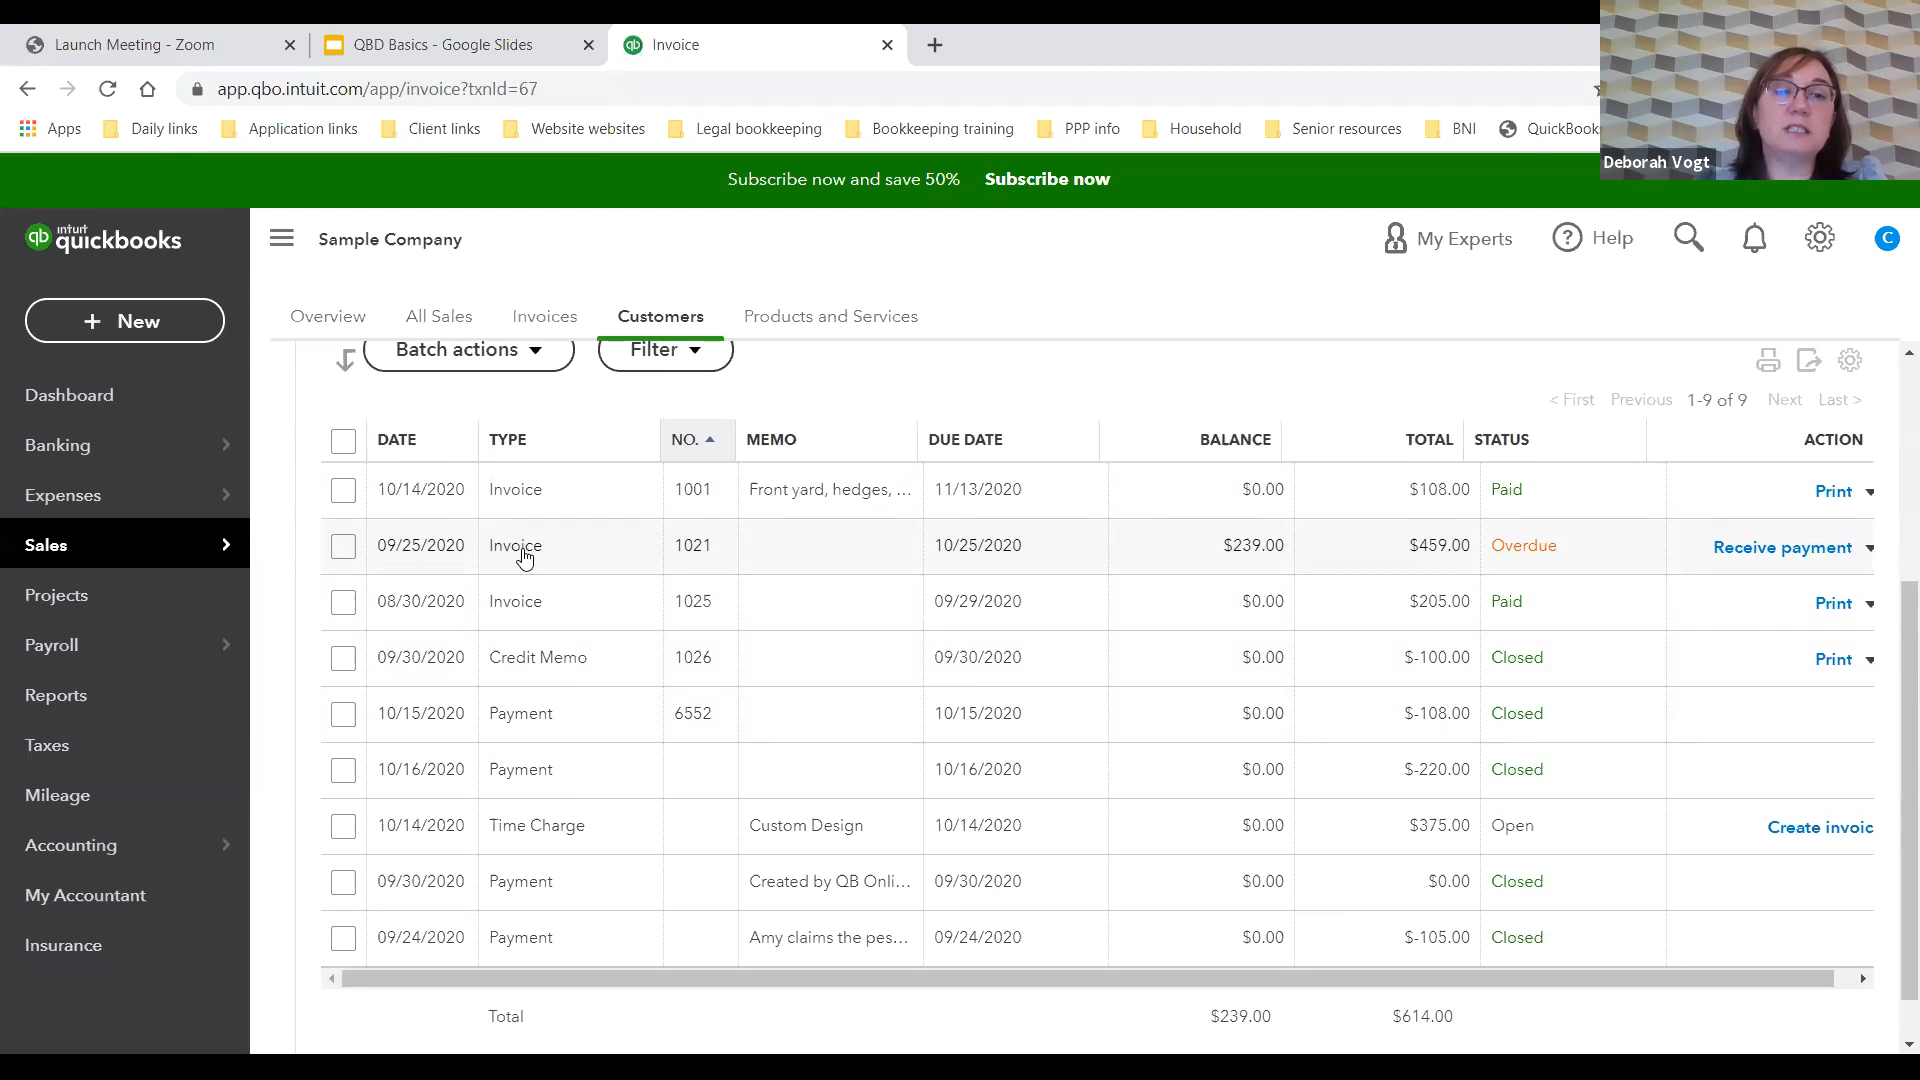 Launch Meeting - Zoom
QBD Basics - Google Slides
qb Invoice
app.qbo.intuit.com/app/invoice?txnId=67
Apps Daily links Application links Client links Website websites Legal bookkeeping Bookkeeping training PPP info Household Senior resources BNI QuickBook
Deborah Vogt
Subscribe now and save 50% Subscribe now
qb intuit quickbooks
Sample Company
My Experts ? Help C
+ New
Overview All Sales Invoices Customers Products and Services
Batch actions Filter
< First Previous 1-9 of 9 Next Last >
DATE TYPE NO. MEMO DUE DATE BALANCE TOTAL STATUS ACTION
10/14/2020 Invoice 1001 Front yard, hedges, ... 11/13/2020 $0.00 $108.00 Paid Print
09/25/2020 Invoice 1021 10/25/2020 $239.00 $459.00 Overdue Receive payment
08/30/2020 Invoice 1025 09/29/2020 $0.00 $205.00 Paid Print
09/30/2020 Credit Memo 1026 09/30/2020 $0.00 $-100.00 Closed Print
10/15/2020 Payment 6552 10/15/2020 $0.00 $-108.00 Closed
10/16/2020 Payment 10/16/2020 $0.00 $-220.00 Closed
10/14/2020 Time Charge Custom Design 10/14/2020 $0.00 $375.00 Open Create invoic
09/30/2020 Payment Created by QB Onli... 09/30/2020 $0.00 $0.00 Closed
09/24/2020 Payment Amy claims the pes... 09/24/2020 $0.00 $-105.00 Closed
Total $239.00 $614.00
Dashboard
Banking
Expenses
Sales
Projects
Payroll
Reports
Taxes
Mileage
Accounting
My Accountant
Insurance